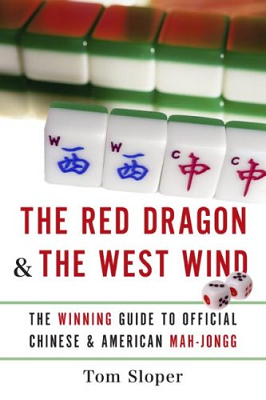 W 西 W 西 C 中 C 中
THE RED DRAGON
& THE WEST WIND
THE WINNING GUIDE TO OFFICIAL
CHINESE & AMERICAN MAH-JONGG
Tom Sloper